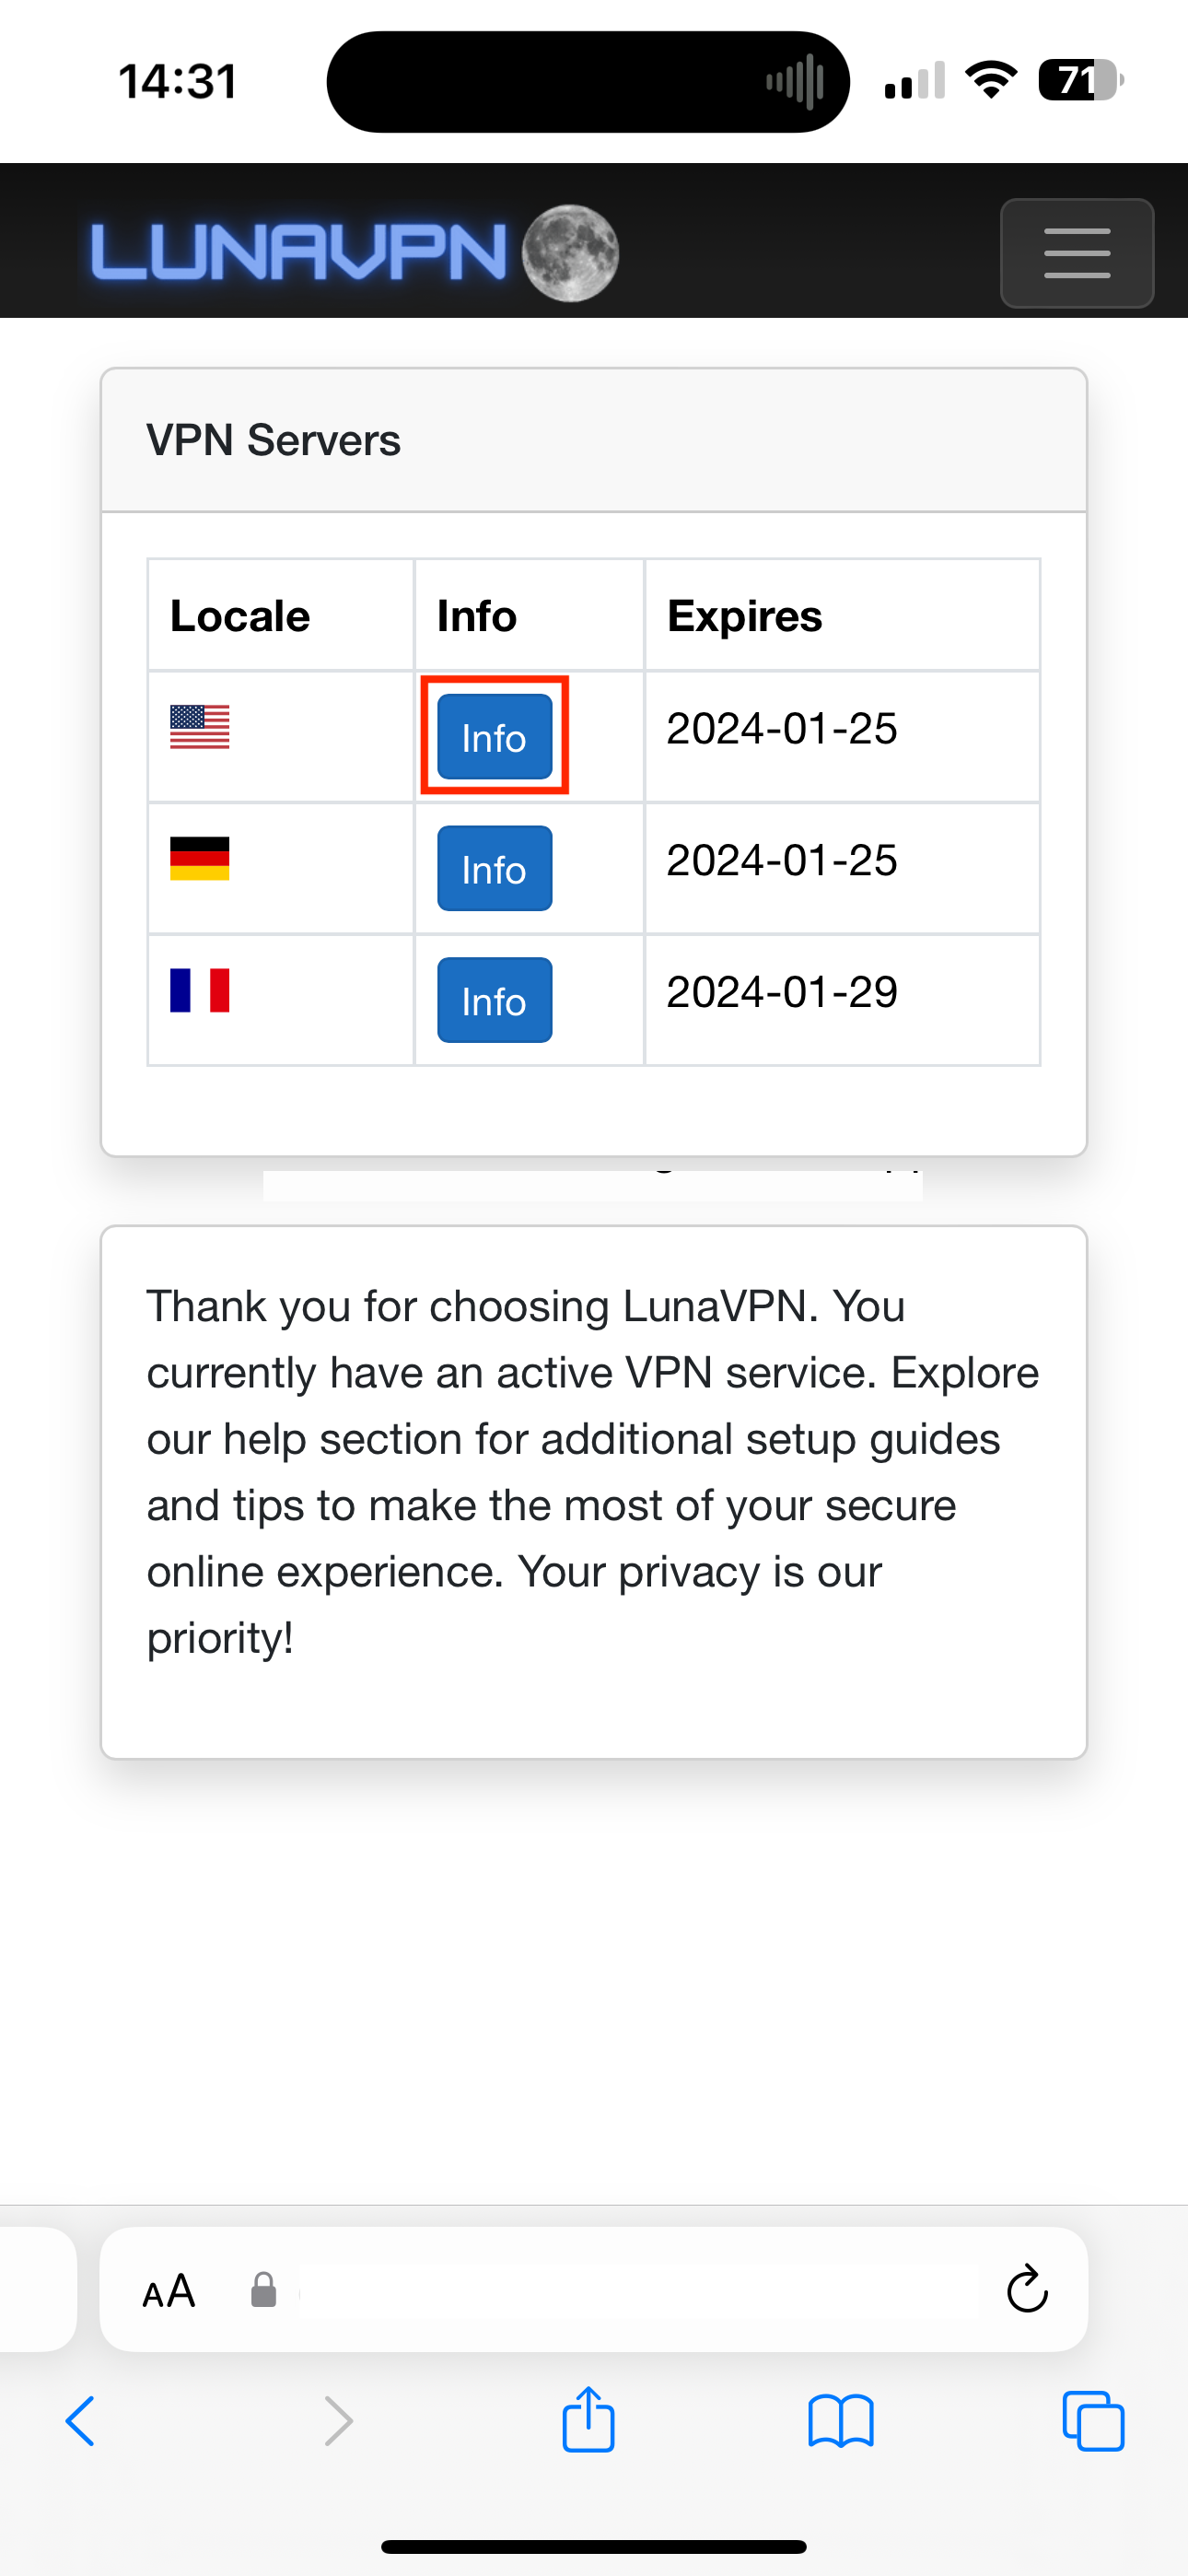 14:31
71
LUNAVPN
VPN Servers
Locale Info Expires
Info 2024-01-25
Info 2024-01-25
Info 2024-01-29
Thank you for choosing LunaVPN. You
currently have an active VPN service. Explore
our help section for additional setup guides
and tips to make the most of your secure
online experience. Your privacy is our
priority!
AA